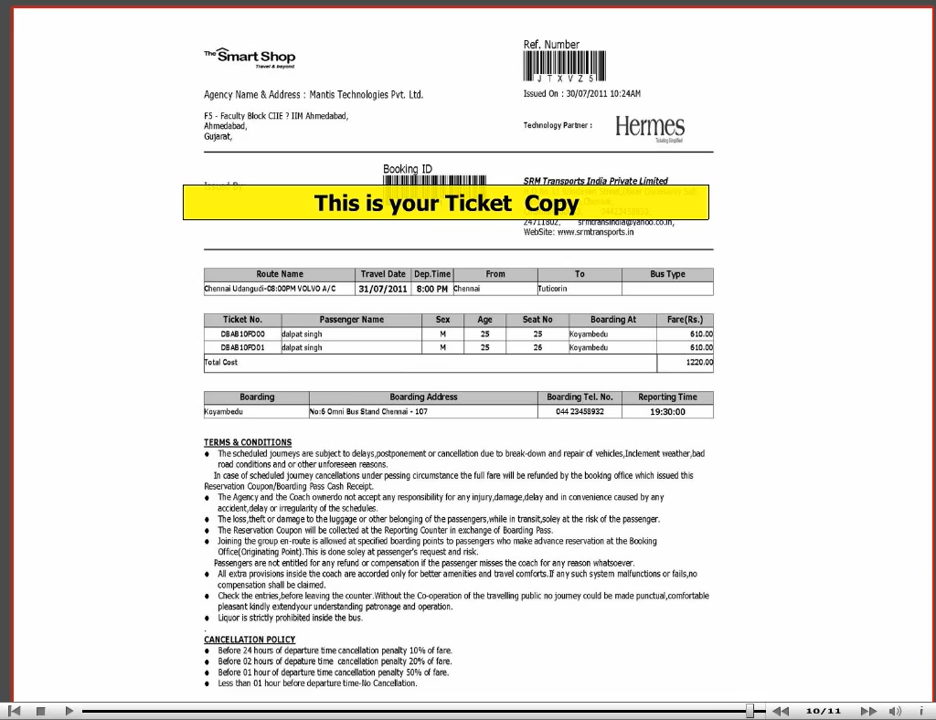 The Smart Shop
Travel & beyond
Ref. Number
J T X V Z 5
Agency Name & Address : Mantis Technologies Pvt. Ltd.
Issued On : 30/07/2011 10:24AM
F5 - Faculty Block CIIE ? IIM Ahmedabad,
Ahmedabad,
Gujarat,
Technology Partner :
Hermes
Ticketing Simplified
Booking ID
SRM Transports India Private Limited
This is your Ticket Copy
24711802, srmtransindia@yahoo.co.in,
WebSite: www.srmtransports.in
Route Name Travel Date Dep.Time From To Bus Type
Chennai Udangudi-08:00PM VOLVO A/C 31/07/2011 8:00 PM Chennai Tuticorin
Ticket No. Passenger Name Sex Age Seat No Boarding At Fare(Rs.)
DBAB10FD00 dalpat singh M 25 25 Koyambedu 610.00
DBAB10FD01 dalpat singh M 25 26 Koyambedu 610.00
Total Cost 1220.00
Boarding Boarding Address Boarding Tel. No. Reporting Time
Koyambedu No:6 Omni Bus Stand Chennai - 107 044 23458932 19:30:00
TERMS & CONDITIONS
● The scheduled journeys are subject to delays,postponement or cancellation due to break-down and repair of vehicles,Inclement weather,bad
road conditions and or other unforeseen reasons.
In case of scheduled journey cancellations under pessing circumstance the full fare will be refunded by the booking office which issued this
Reservation Coupon/Boarding Pass Cash Receipt.
● The Agency and the Coach ownerdo not accept any responsibility for any injury,damage,delay and in convenience caused by any
accident,delay or irregularity of the schedules.
● The loss,theft or damage to the luggage or other belonging of the passengers,while in transit,soley at the risk of the passenger.
● The Reservation Coupon will be collected at the Reporting Counter in exchange of Boarding Pass.
● Joining the group en-route is allowed at specified boarding points to passengers who make advance reservation at the Booking
Office(Originating Point).This is done soley at passenger's request and risk.
Passengers are not entitled for any refund or compensation if the passenger misses the coach for any reason whatsoever.
● All extra provisions inside the coach are accorded only for better amenities and travel comforts.If any such system malfunctions or fails,no
compensation shall be claimed.
● Check the entries,before leaving the counter.Without the Co-operation of the travelling public no journey could be made punctual,comfortable
pleasant kindly extendyour understanding patronage and operation.
● Liquor is strictly prohibited inside the bus.
.
CANCELLATION POLICY
● Before 24 hours of departure time cancellation penalty 10% of fare.
● Before 02 hours of depature time cancellation penalty 20% of fare.
● Before 01 hour of departure time cancellation penalty 50% of fare.
● Less than 01 hour before departure time-No Cancellation.
10/11